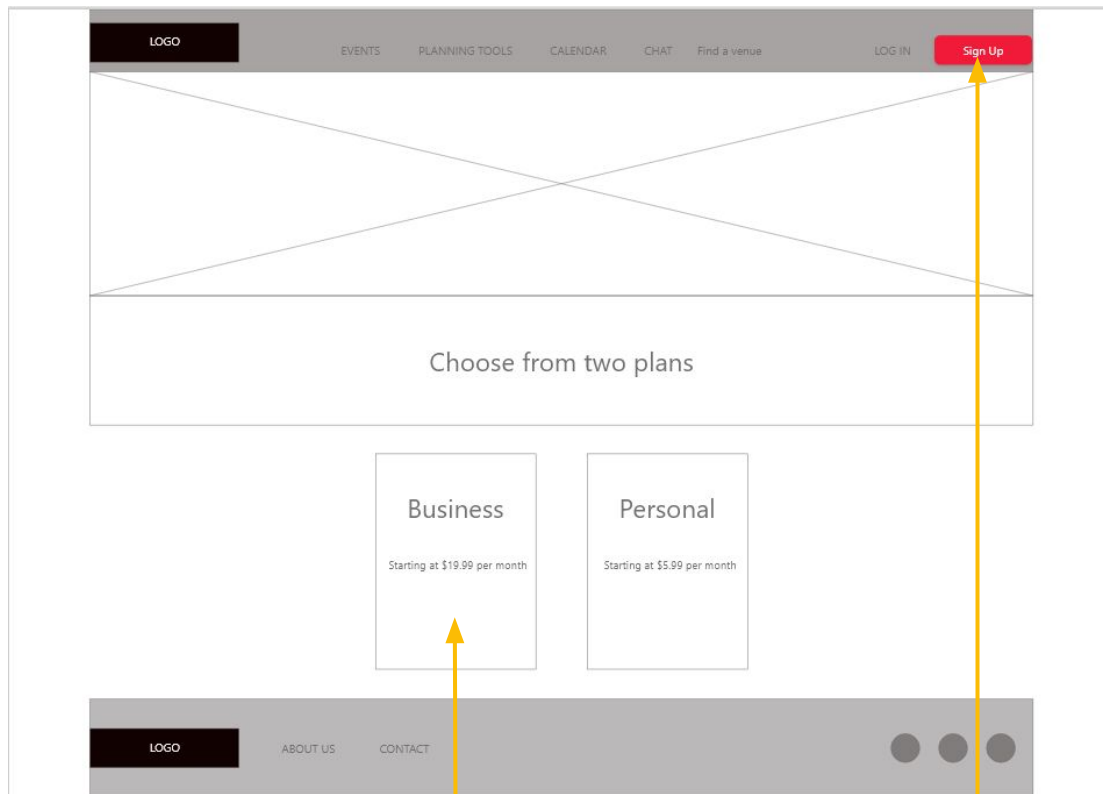 LOGO
EVENTS PLANNING TOOLS CALENDAR CHAT Find a venue LOG IN Sign Up
Choose from two plans
Business
Starting at $19.99 per month
Personal
Starting at $5.99 per month
LOGO ABOUT US CONTACT